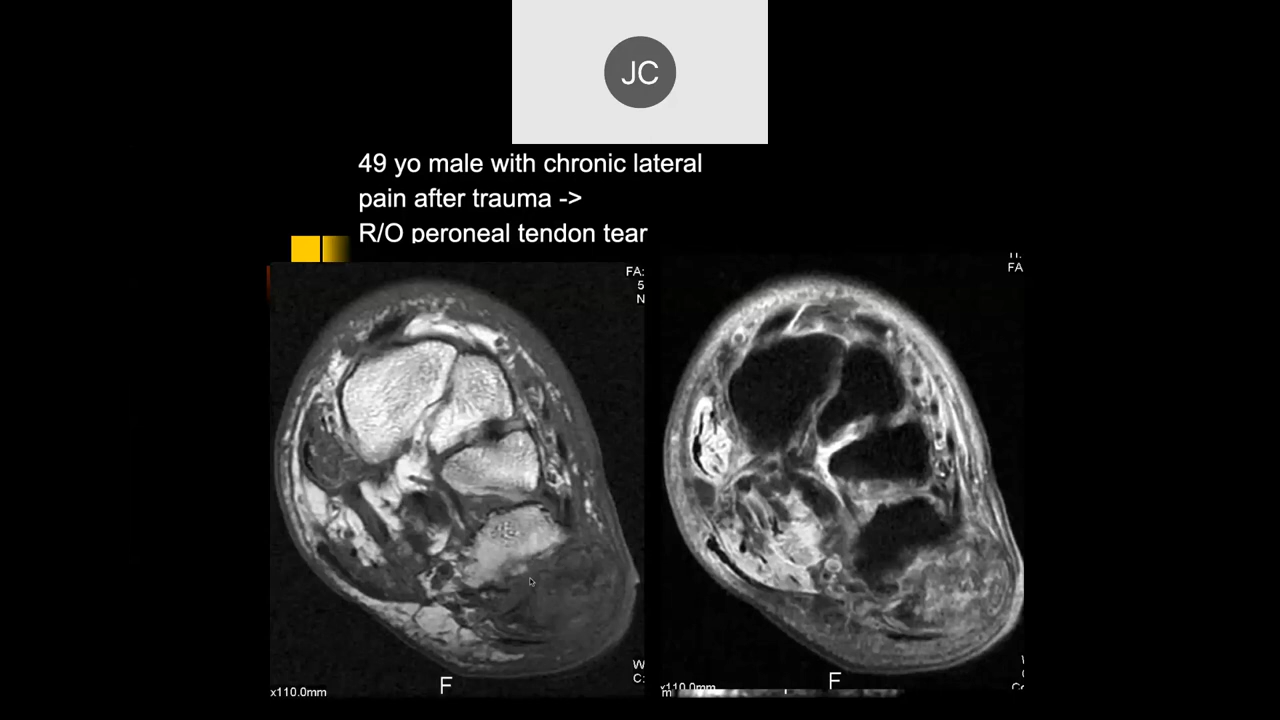 JC
49 yo male with chronic lateral
pain after trauma ->
R/O peroneal tendon tear
FA:
5
N
FA
W
C:
x110.0mm
F
F
x110.0mm